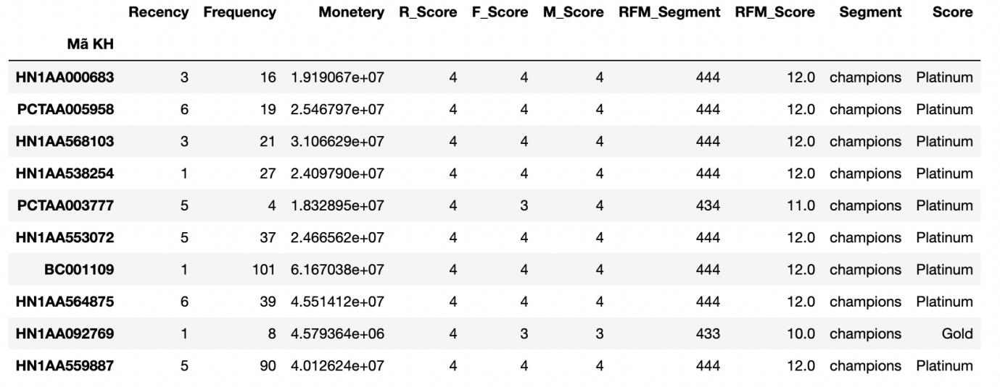 Recency Frequency Monetery R_Score F_Score M_Score RFM_Segment RFM_Score Segment Score
Mã KH
HN1AA000683 3 16 1.919067e+07 4 4 4 444 12.0 champions Platinum
PCTAA005958 6 19 2.546797e+07 4 4 4 444 12.0 champions Platinum
HN1AA568103 3 21 3.106629e+07 4 4 4 444 12.0 champions Platinum
HN1AA538254 1 27 2.409790e+07 4 4 4 444 12.0 champions Platinum
PCTAA003777 5 4 1.832895e+07 4 3 4 434 11.0 champions Platinum
HN1AA553072 5 37 2.466562e+07 4 4 4 444 12.0 champions Platinum
BC001109 1 101 6.167038e+07 4 4 4 444 12.0 champions Platinum
HN1AA564875 6 39 4.551412e+07 4 4 4 444 12.0 champions Platinum
HN1AA092769 1 8 4.579364e+06 4 3 3 433 10.0 champions Gold
HN1AA559887 5 90 4.012624e+07 4 4 4 444 12.0 champions Platinum